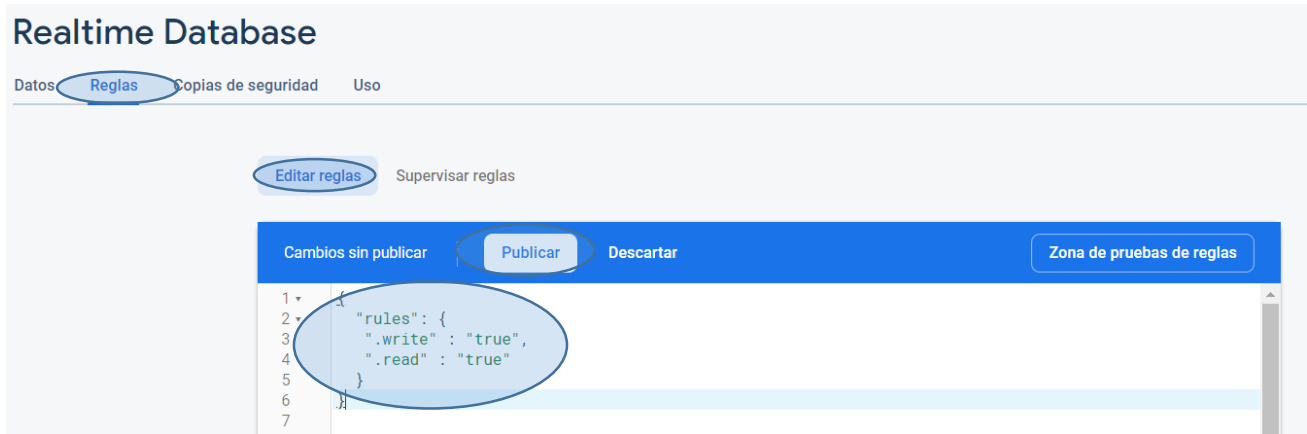 Realtime Database
Datos Reglas Copias de seguridad Uso
Editar reglas Supervisar reglas
Cambios sin publicar Publicar Descartar Zona de pruebas de reglas
1 {
2 "rules": {
3 ".write" : "true",
4 ".read" : "true"
5 }
6 }
7